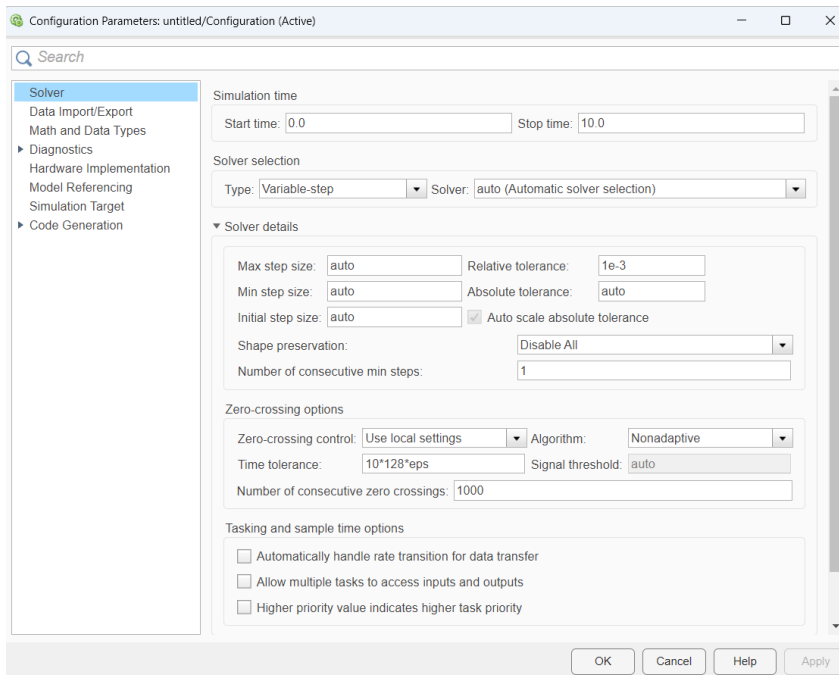 Configuration Parameters: untitled/Configuration (Active)
Search
Solver
Data Import/Export
Math and Data Types
Diagnostics
Hardware Implementation
Model Referencing
Simulation Target
Code Generation
Simulation time
Start time: 0.0 Stop time: 10.0
Solver selection
Type: Variable-step Solver: auto (Automatic solver selection)
Solver details
Max step size: auto Relative tolerance: 1e-3
Min step size: auto Absolute tolerance: auto
Initial step size: auto Auto scale absolute tolerance
Shape preservation: Disable All
Number of consecutive min steps: 1
Zero-crossing options
Zero-crossing control: Use local settings Algorithm: Nonadaptive
Time tolerance: 10*128*eps Signal threshold: auto
Number of consecutive zero crossings: 1000
Tasking and sample time options
Automatically handle rate transition for data transfer
Allow multiple tasks to access inputs and outputs
Higher priority value indicates higher task priority
OK Cancel Help Apply